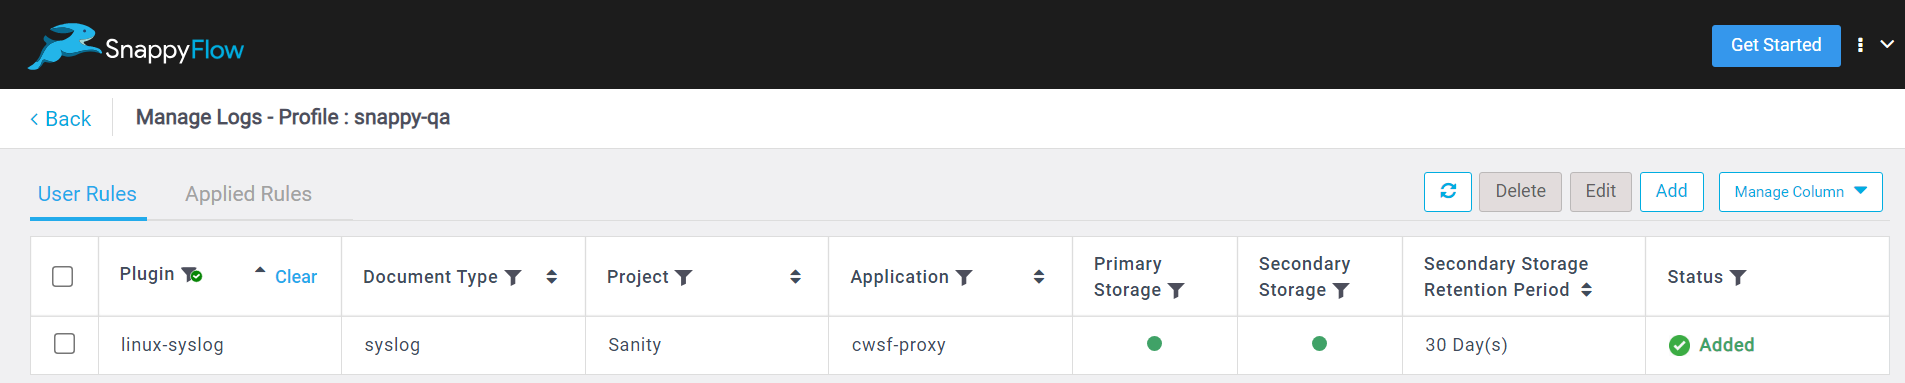 SnappyFlow
Get Started
Back
Manage Logs - Profile : snappy-qa
User Rules
Applied Rules
Delete
Edit
Add
Manage Column
Plugin
Clear
Document Type
Project
Application
Primary
Storage
Secondary
Storage
Secondary Storage
Retention Period
Status
linux-syslog
syslog
Sanity
cwsf-proxy
30 Day(s)
Added